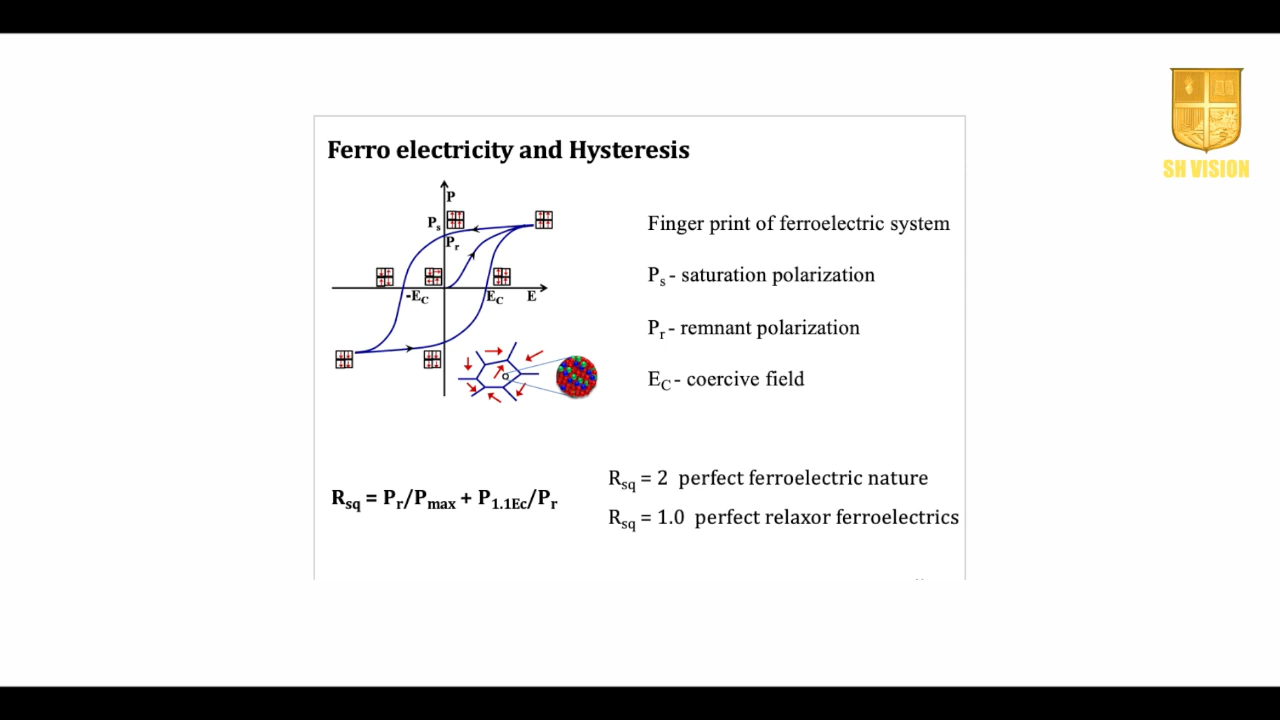 SH VISION
Ferro electricity and Hysteresis
P
Ps
Pr
-EC
EC
E
Finger print of ferroelectric system
Ps - saturation polarization
Pr - remnant polarization
EC - coercive field
Rsq = Pr/Pmax + P1.1Ec/Pr
Rsq = 2 perfect ferroelectric nature
Rsq = 1.0 perfect relaxor ferroelectrics